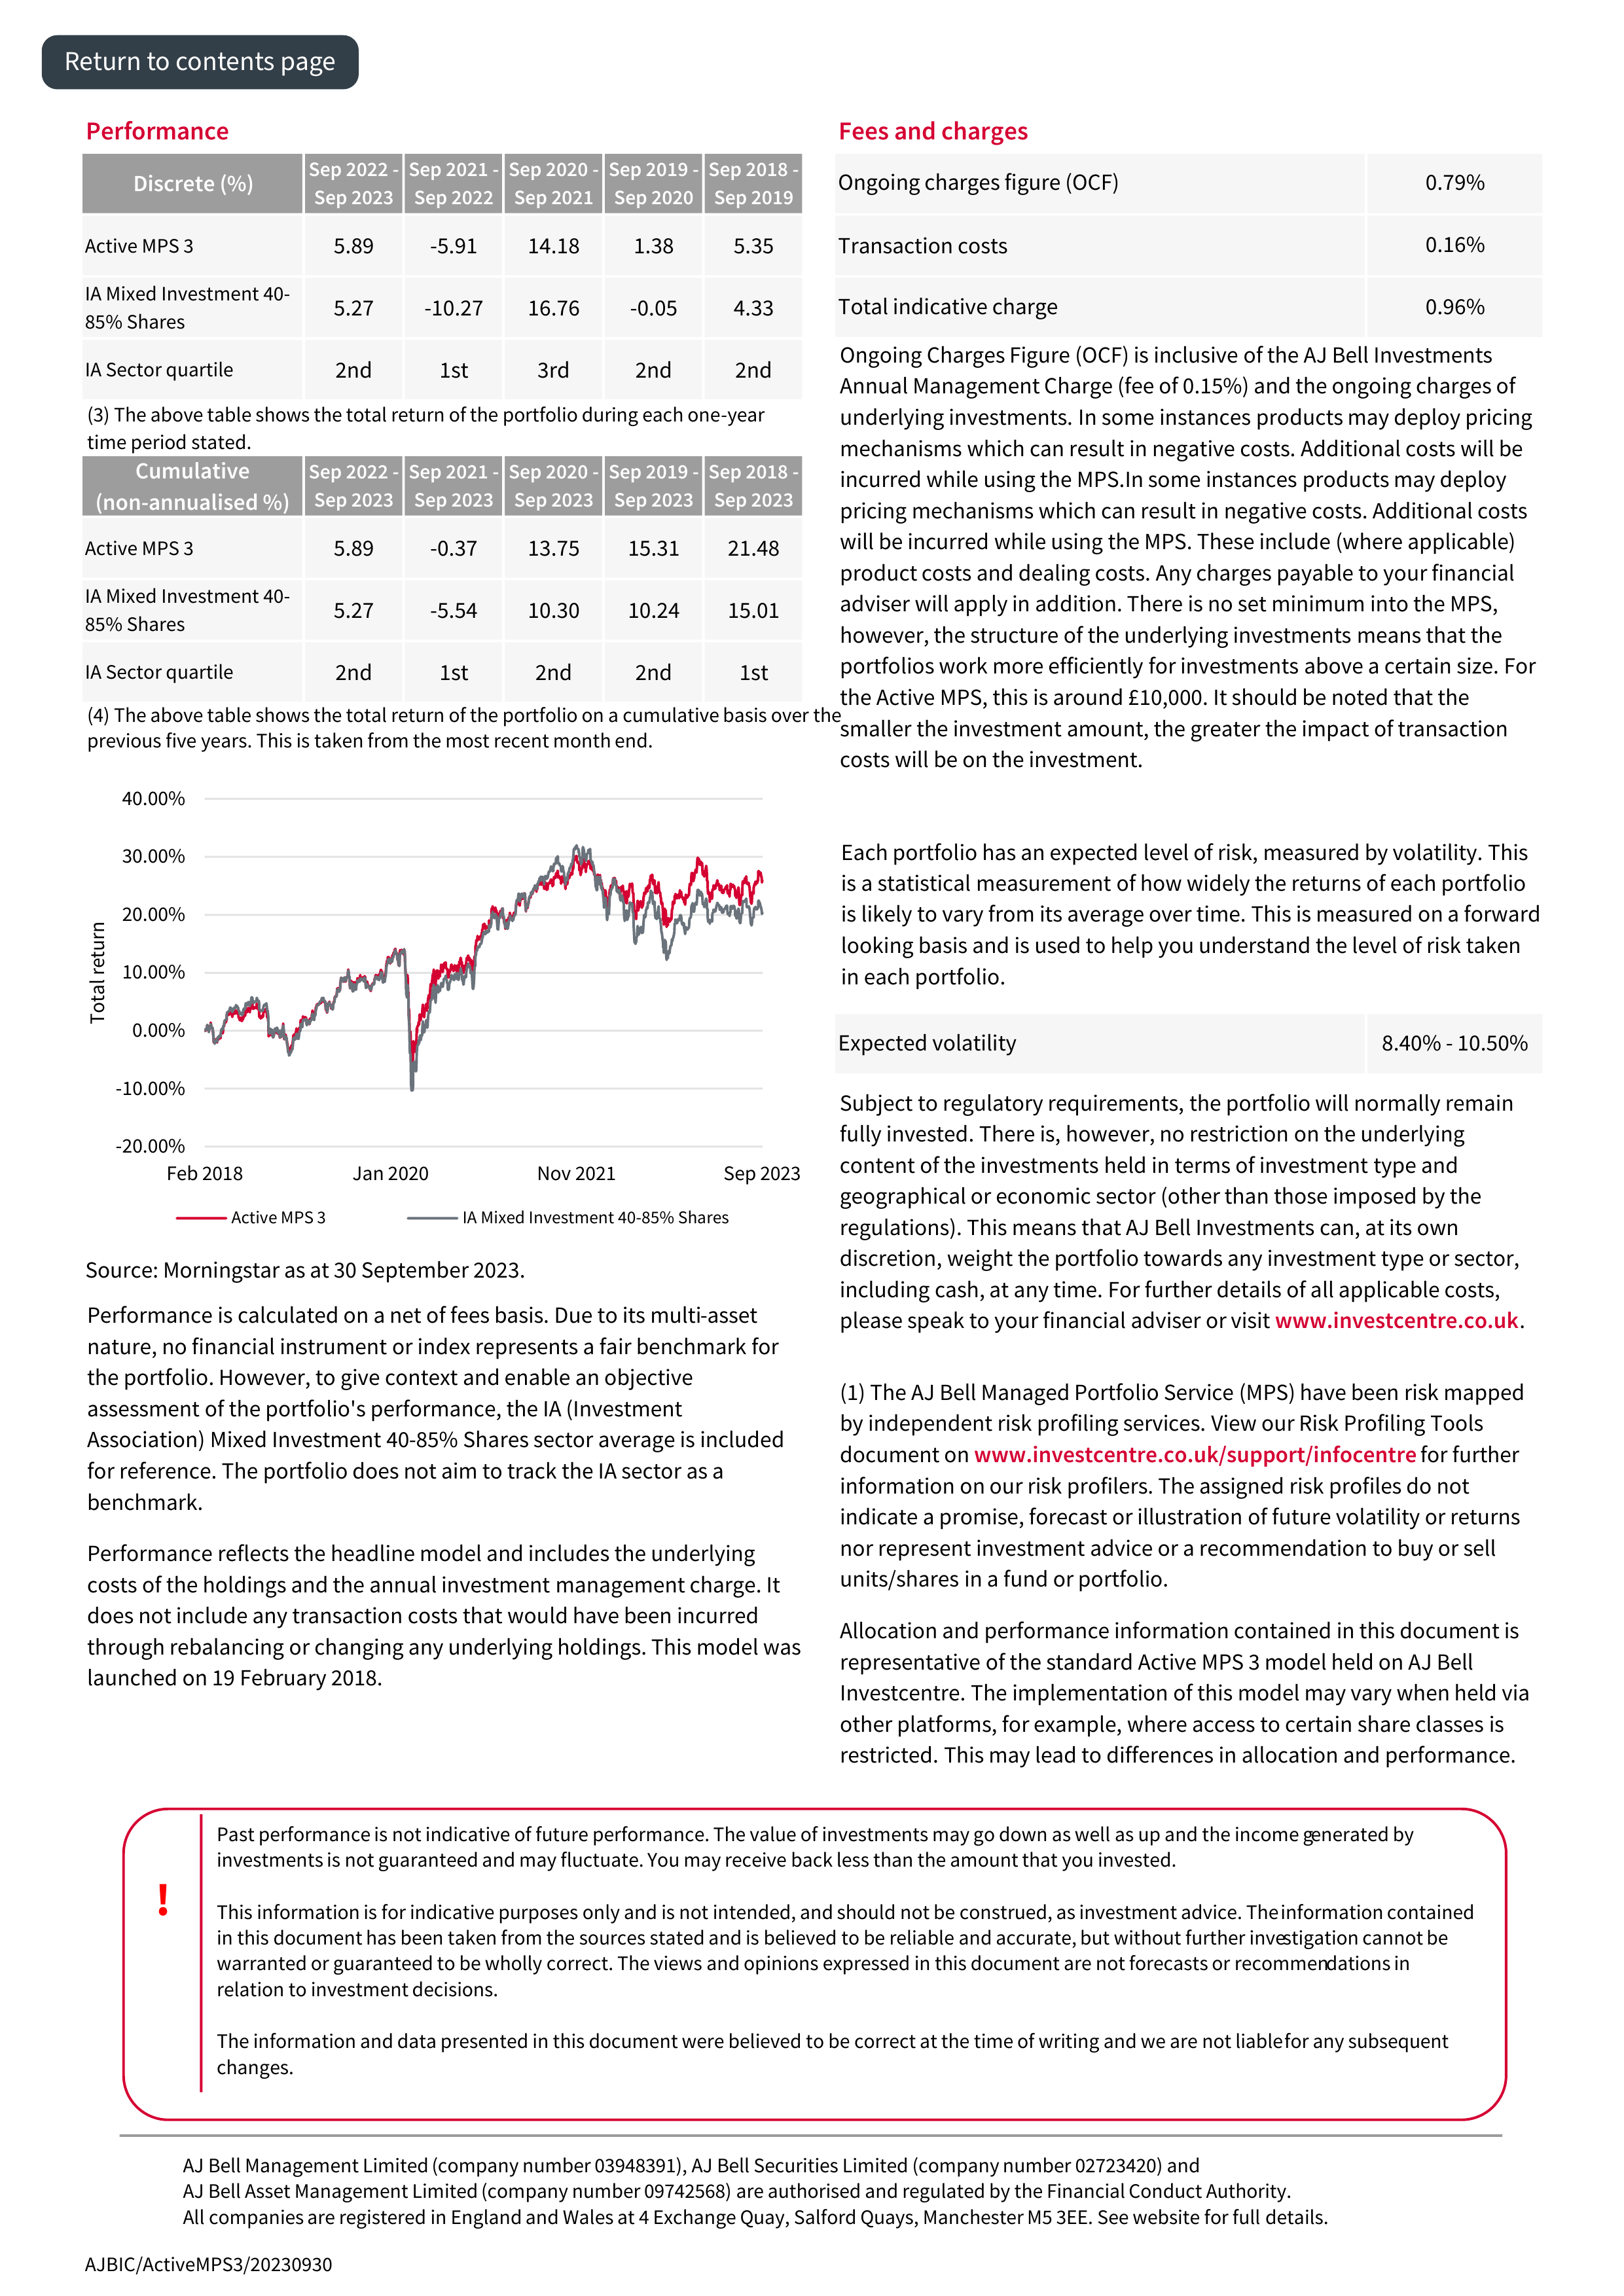 Return to contents page
Performance
Discrete (%) Sep 2022 - Sep 2021 - Sep 2020 - Sep 2019 - Sep 2018 -
Sep 2023 Sep 2022 Sep 2021 Sep 2020 Sep 2019
Active MPS 3 5.89 -5.91 14.18 1.38 5.35
IA Mixed Investment 40-
85% Shares 5.27 -10.27 16.76 -0.05 4.33
IA Sector quartile 2nd 1st 3rd 2nd 2nd
(3) The above table shows the total return of the portfolio during each one-year
time period stated.
Cumulative Sep 2022 - Sep 2021 - Sep 2020 - Sep 2019 - Sep 2018 -
(non-annualised %) Sep 2023 Sep 2023 Sep 2023 Sep 2023 Sep 2023
Active MPS 3 5.89 -0.37 13.75 15.31 21.48
IA Mixed Investment 40-
85% Shares 5.27 -5.54 10.30 10.24 15.01
IA Sector quartile 2nd 1st 2nd 2nd 1st
(4) The above table shows the total return of the portfolio on a cumulative basis over the
previous five years. This is taken from the most recent month end.
Total return
40.00%
30.00%
20.00%
10.00%
0.00%
-10.00%
-20.00%
Feb 2018 Jan 2020 Nov 2021 Sep 2023
Active MPS 3 IA Mixed Investment 40-85% Shares
Source: Morningstar as at 30 September 2023.
Performance is calculated on a net of fees basis. Due to its multi-asset
nature, no financial instrument or index represents a fair benchmark for
the portfolio. However, to give context and enable an objective
assessment of the portfolio's performance, the IA (Investment
Association) Mixed Investment 40-85% Shares sector average is included
for reference. The portfolio does not aim to track the IA sector as a
benchmark.
Performance reflects the headline model and includes the underlying
costs of the holdings and the annual investment management charge. It
does not include any transaction costs that would have been incurred
through rebalancing or changing any underlying holdings. This model was
launched on 19 February 2018.
Fees and charges
Ongoing charges figure (OCF) 0.79%
Transaction costs 0.16%
Total indicative charge 0.96%
Ongoing Charges Figure (OCF) is inclusive of the AJ Bell Investments
Annual Management Charge (fee of 0.15%) and the ongoing charges of
underlying investments. In some instances products may deploy pricing
mechanisms which can result in negative costs. Additional costs will be
incurred while using the MPS.In some instances products may deploy
pricing mechanisms which can result in negative costs. Additional costs
will be incurred while using the MPS. These include (where applicable)
product costs and dealing costs. Any charges payable to your financial
adviser will apply in addition. There is no set minimum into the MPS,
however, the structure of the underlying investments means that the
portfolios work more efficiently for investments above a certain size. For
the Active MPS, this is around £10,000. It should be noted that the
smaller the investment amount, the greater the impact of transaction
costs will be on the investment.
Each portfolio has an expected level of risk, measured by volatility. This
is a statistical measurement of how widely the returns of each portfolio
is likely to vary from its average over time. This is measured on a forward
looking basis and is used to help you understand the level of risk taken
in each portfolio.
Expected volatility 8.40% - 10.50%
Subject to regulatory requirements, the portfolio will normally remain
fully invested. There is, however, no restriction on the underlying
content of the investments held in terms of investment type and
geographical or economic sector (other than those imposed by the
regulations). This means that AJ Bell Investments can, at its own
discretion, weight the portfolio towards any investment type or sector,
including cash, at any time. For further details of all applicable costs,
please speak to your financial adviser or visit www.investcentre.co.uk.
(1) The AJ Bell Managed Portfolio Service (MPS) have been risk mapped
by independent risk profiling services. View our Risk Profiling Tools
document on www.investcentre.co.uk/support/infocentre for further
information on our risk profilers. The assigned risk profiles do not
indicate a promise, forecast or illustration of future volatility or returns
nor represent investment advice or a recommendation to buy or sell
units/shares in a fund or portfolio.
Allocation and performance information contained in this document is
representative of the standard Active MPS 3 model held on AJ Bell
Investcentre. The implementation of this model may vary when held via
other platforms, for example, where access to certain share classes is
restricted. This may lead to differences in allocation and performance.
!
Past performance is not indicative of future performance. The value of investments may go down as well as up and the income generated by
investments is not guaranteed and may fluctuate. You may receive back less than the amount that you invested.
This information is for indicative purposes only and is not intended, and should not be construed, as investment advice. The information contained
in this document has been taken from the sources stated and is believed to be reliable and accurate, but without further investigation cannot be
warranted or guaranteed to be wholly correct. The views and opinions expressed in this document are not forecasts or recommendations in
relation to investment decisions.
The information and data presented in this document were believed to be correct at the time of writing and we are not liable for any subsequent
changes.
AJ Bell Management Limited (company number 03948391), AJ Bell Securities Limited (company number 02723420) and
AJ Bell Asset Management Limited (company number 09742568) are authorised and regulated by the Financial Conduct Authority.
All companies are registered in England and Wales at 4 Exchange Quay, Salford Quays, Manchester M5 3EE. See website for full details.
AJBIC/ActiveMPS3/20230930